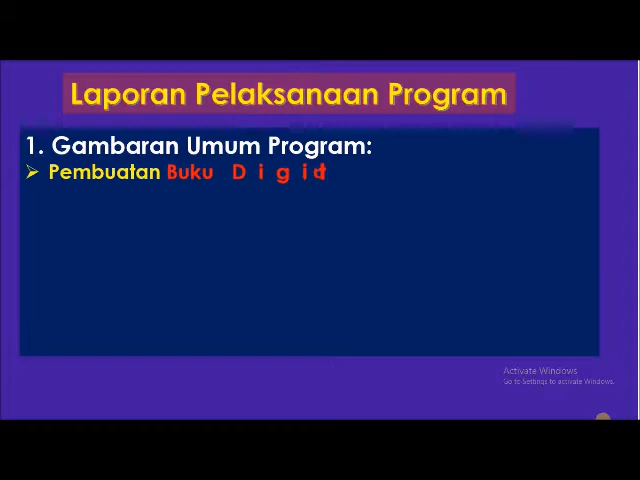 Laporan Pelaksanaan Program
1. Gambaran Umum Program:
➢ Pembuatan Buku
Activate Windows
Go to Settings to activate Windows.